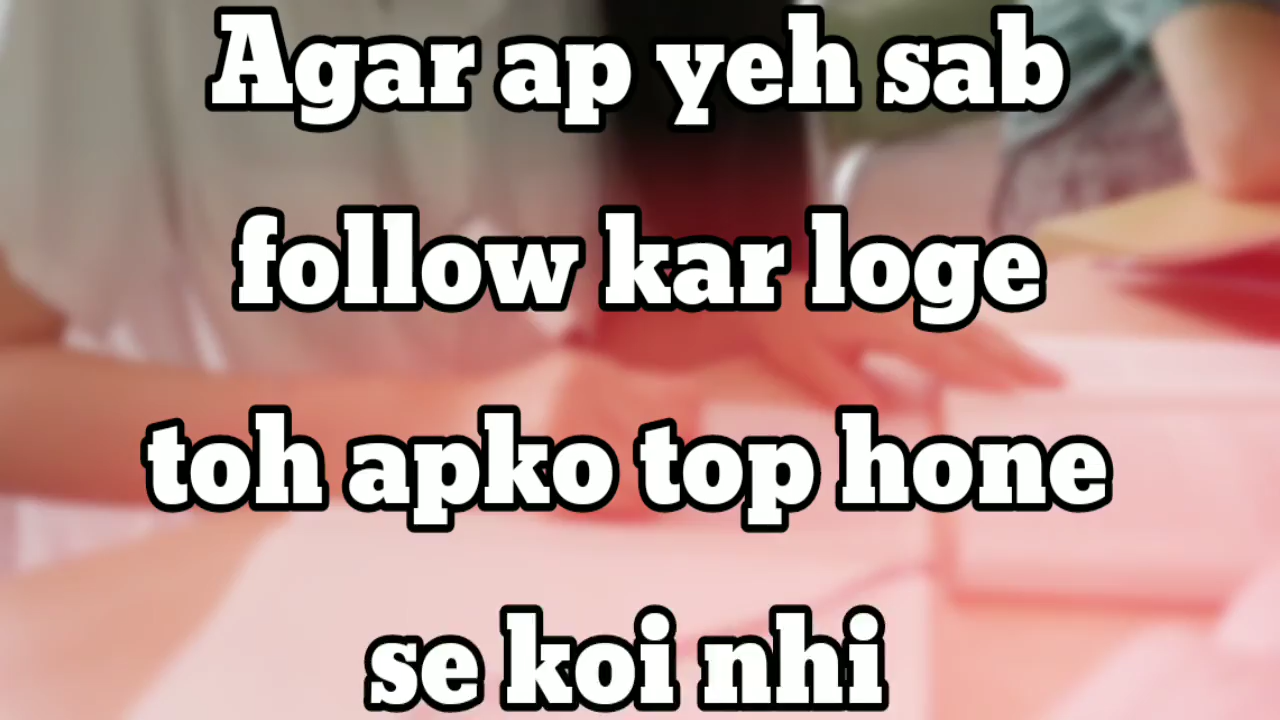 Agar ap yeh sab
follow kar loge
toh apko top hone
se koi nhi